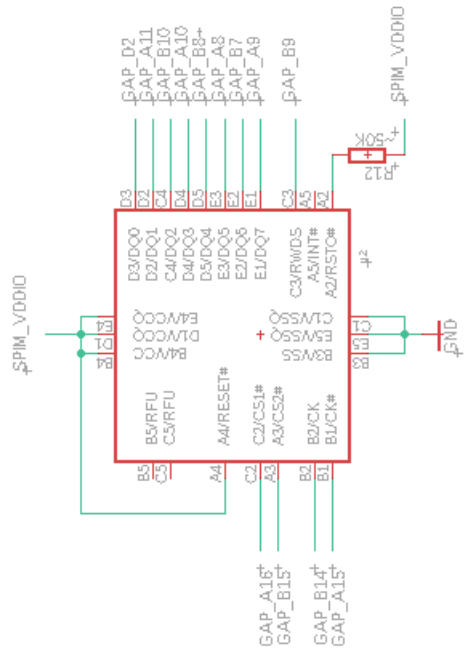 GAP_D2
GAP_A11
GAP_B10
GAP_A10
GAP_B8
GAP_A8
GAP_B7
GAP_A9
GAP_B9
SPIM_VDDIO
~50K
R12
D3
D2
C4
D4
D5
E3
E2
E1
C3
A5
A2
D3/DQ0
D2/DQ1
C4/DQ2
D4/DQ3
D5/DQ4
E3/DQ5
E2/DQ6
E1/DQ7
C3/RWDS
A5/INT#
A2/RSTO#
SPIM_VDDIO
E4
D1
B4
E4/VCCQ
D1/VCCQ
B4/VCC
C1/VSSQ
E5/VSSQ
B3/VSS
C1
E5
B3
GND
B5/RFU
C5/RFU
A4/RESET#
C2/CS1#
A3/CS2#
B2/CK
B1/CK#
B5
C5
A4
C2
A3
B2
B1
GAP_A16
GAP_B15
GAP_B14
GAP_A15